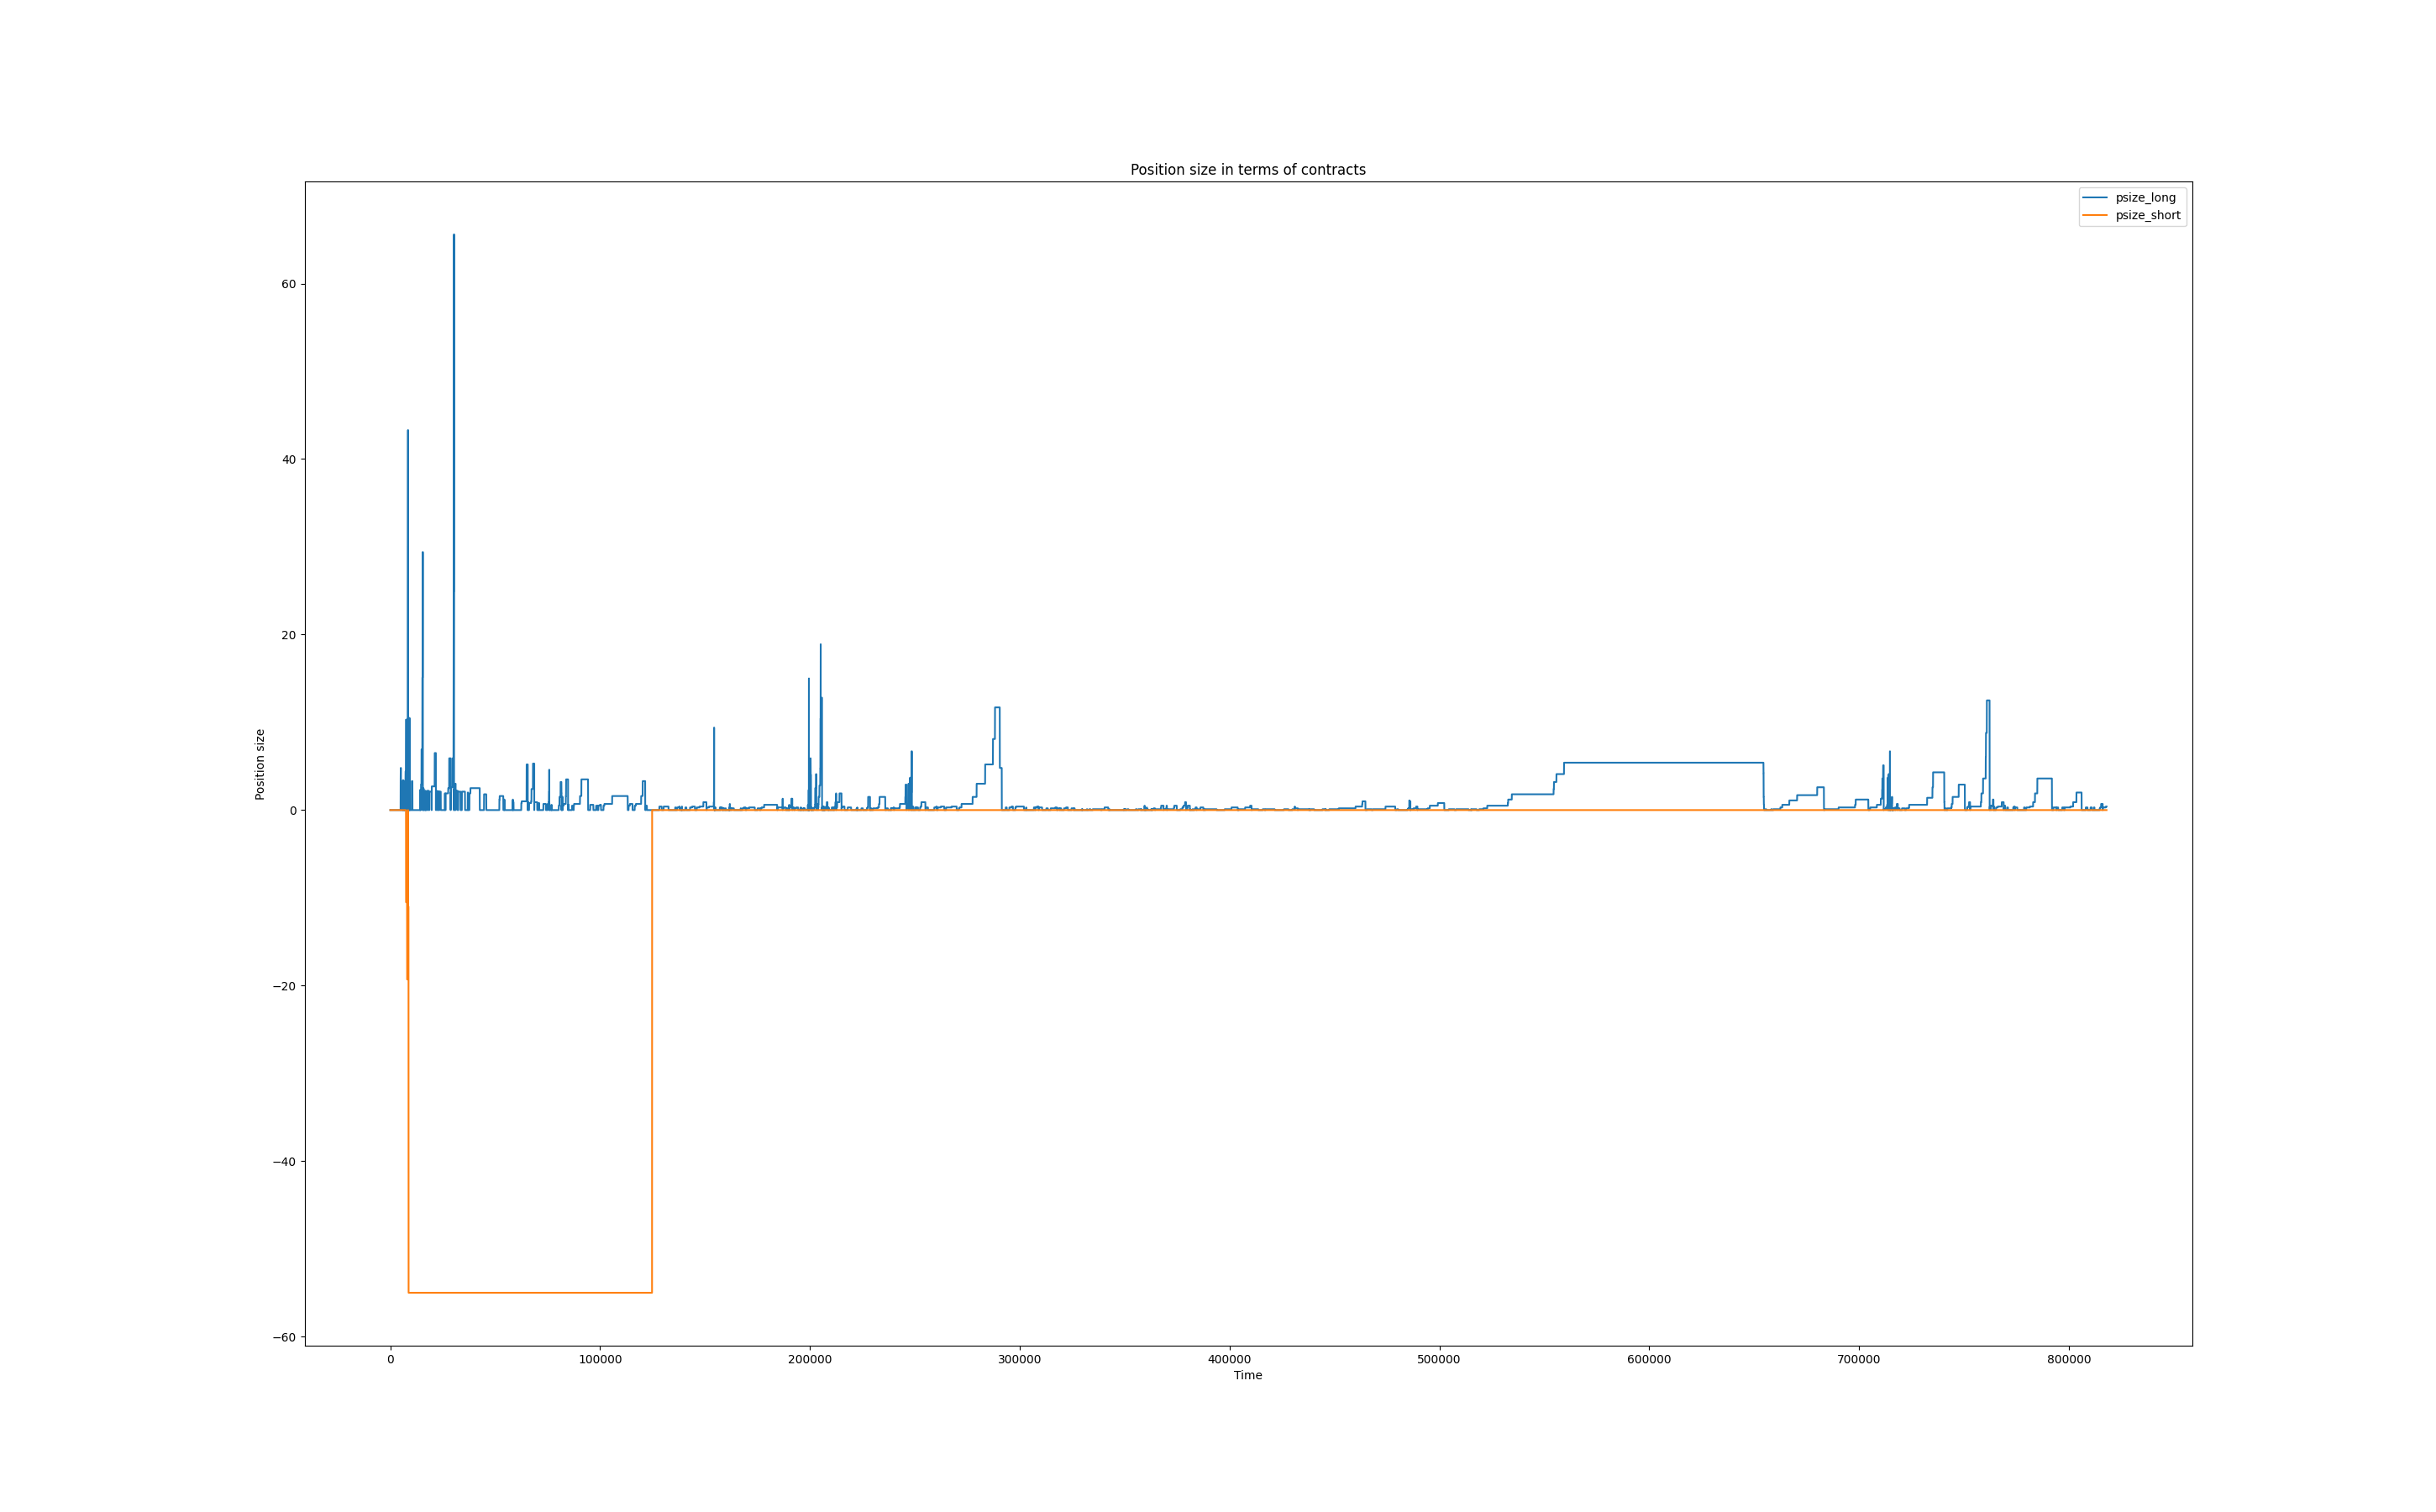 Position size in terms of contracts
psize_long
psize_short
Position size
60
40
20
0
−20
−40
−60
0 100000 200000 300000 400000 500000 600000 700000 800000
Time